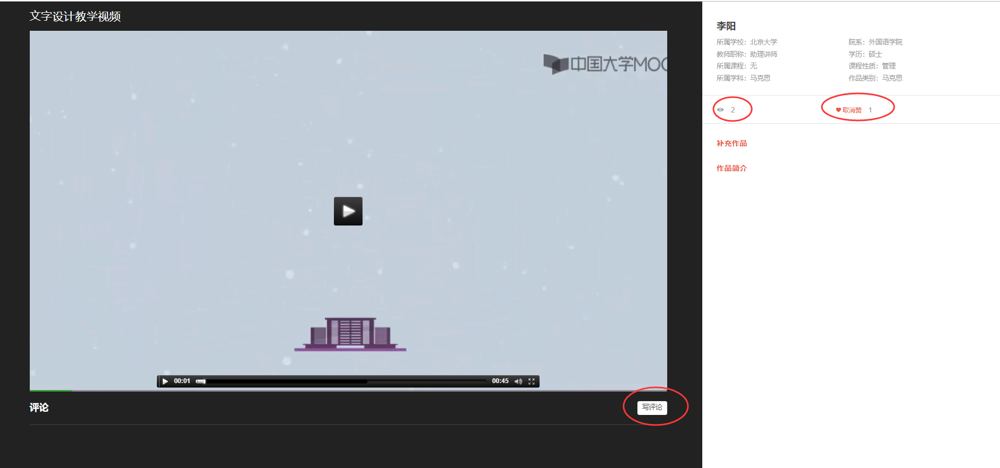 文字设计教学视频
中国大学MOC
00:01
00:45
评论
写评论
李阳
所属学校：北京大学
院系：外国语学院
教师职称：助理讲师
学历：硕士
所属课程：无
课程性质：管理
所属学科：马克思
作品类别：马克思
2
取消赞 1
补充作品
作品简介